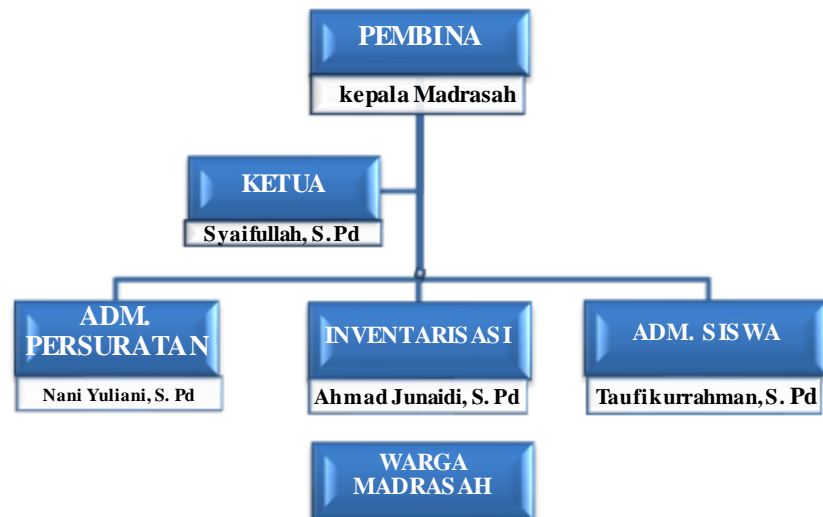 PEMBINA
kepala Madrasah
KETUA
Syaifullah, S. Pd
ADM.
PERSURATAN
Nani Yuliani, S. Pd
INVENTARISASI
Ahmad Junaidi, S. Pd
ADM. SISWA
Taufikurrahman, S. Pd
WARGA
MADRASAH